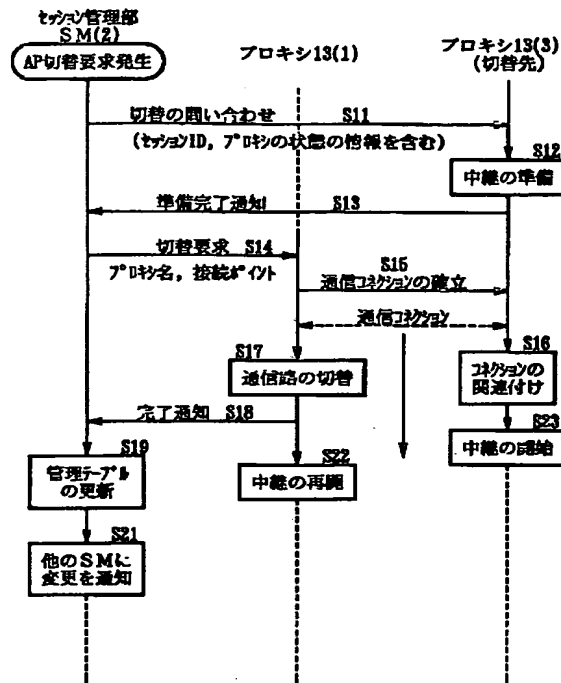 セッション管理部
SM(2)
AP切替要求発生
プロキシ13(1)
プロキシ13(3)
(切替先)
切替の問い合わせ S11
(セッションID, プロキシの状態の情報を含む)
S12
中継の準備
準備完了通知 S13
切替要求 S14
プロキシ名, 接続ポイント
S15
通信コネクションの確立
通信コネクション
S16
コネクションの
関連付け
S17
通信路の切替
完了通知 S18
S23
中継の開始
S19
管理テーブル
の更新
S22
中継の再開
S21
他のSMに
変更を通知